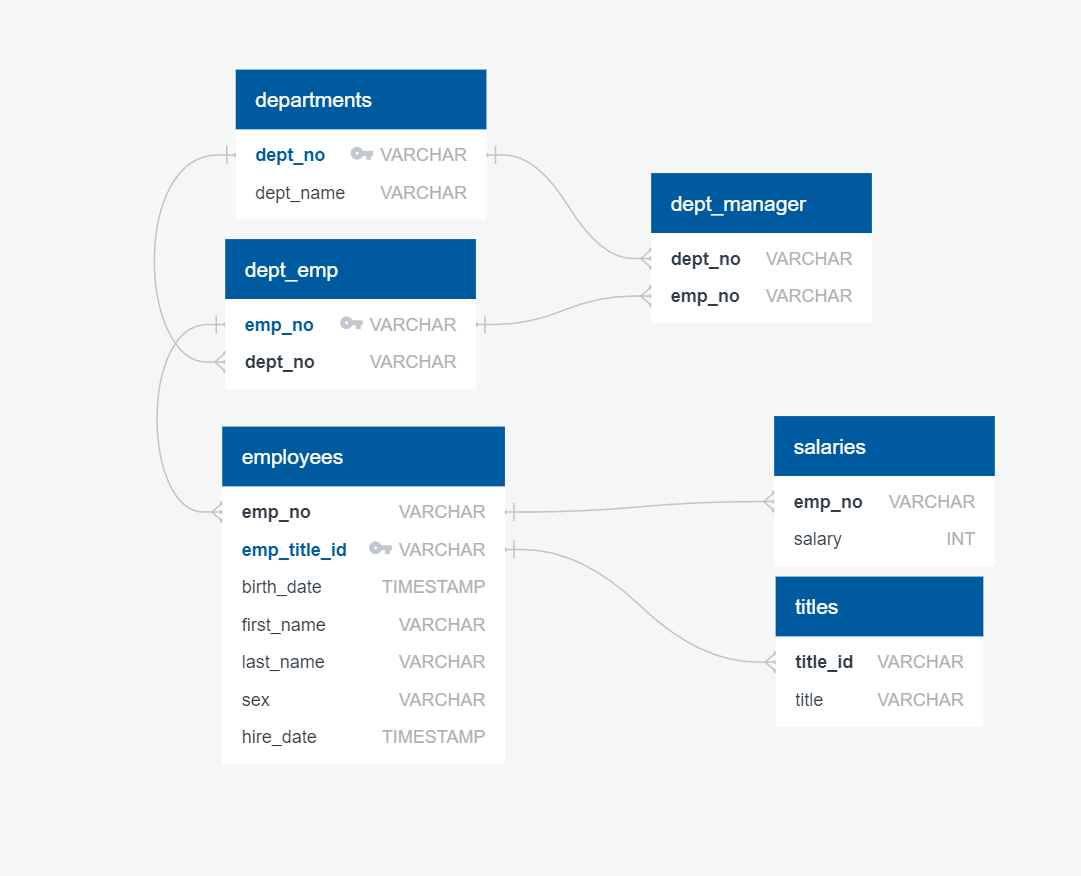 departments
dept_no VARCHAR
dept_name VARCHAR
dept_manager
dept_no VARCHAR
emp_no VARCHAR
dept_emp
emp_no VARCHAR
dept_no VARCHAR
employees
emp_no VARCHAR
emp_title_id VARCHAR
birth_date TIMESTAMP
first_name VARCHAR
last_name VARCHAR
sex VARCHAR
hire_date TIMESTAMP
salaries
emp_no VARCHAR
salary INT
titles
title_id VARCHAR
title VARCHAR